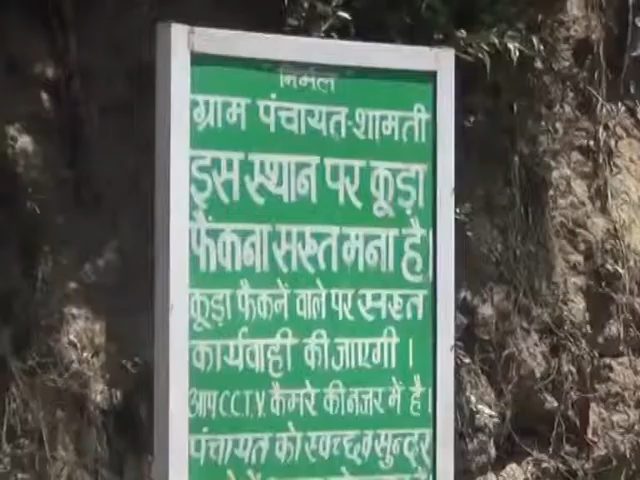 निर्मल
ग्राम पंचायत-शामती
इस स्थान पर कूड़ा
फैंकना सख्त मना है।
कूड़ा फैंकनें वाले पर सख्त
कार्यवाही की जाएगी ।
आप C.C.T.V. कैमरे की नजर में है।
पंचायत को स्वच्छ व सुन्दर